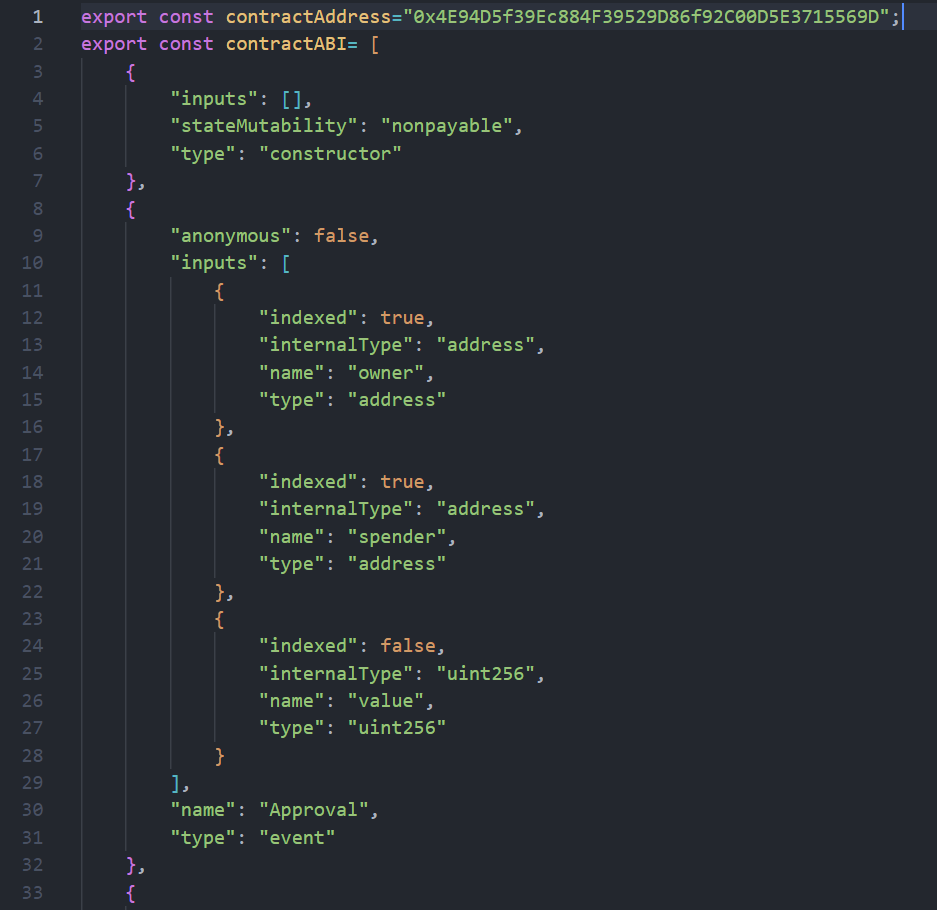 1 export const contractAddress="0x4E94D5f39Ec884F39529D86f92C00D5E3715569D";
2 export const contractABI= [
3 {
4 "inputs": [],
5 "stateMutability": "nonpayable",
6 "type": "constructor"
7 },
8 {
9 "anonymous": false,
10 "inputs": [
11 {
12 "indexed": true,
13 "internalType": "address",
14 "name": "owner",
15 "type": "address"
16 },
17 {
18 "indexed": true,
19 "internalType": "address",
20 "name": "spender",
21 "type": "address"
22 },
23 {
24 "indexed": false,
25 "internalType": "uint256",
26 "name": "value",
27 "type": "uint256"
28 }
29 ],
30 "name": "Approval",
31 "type": "event"
32 },
33 {